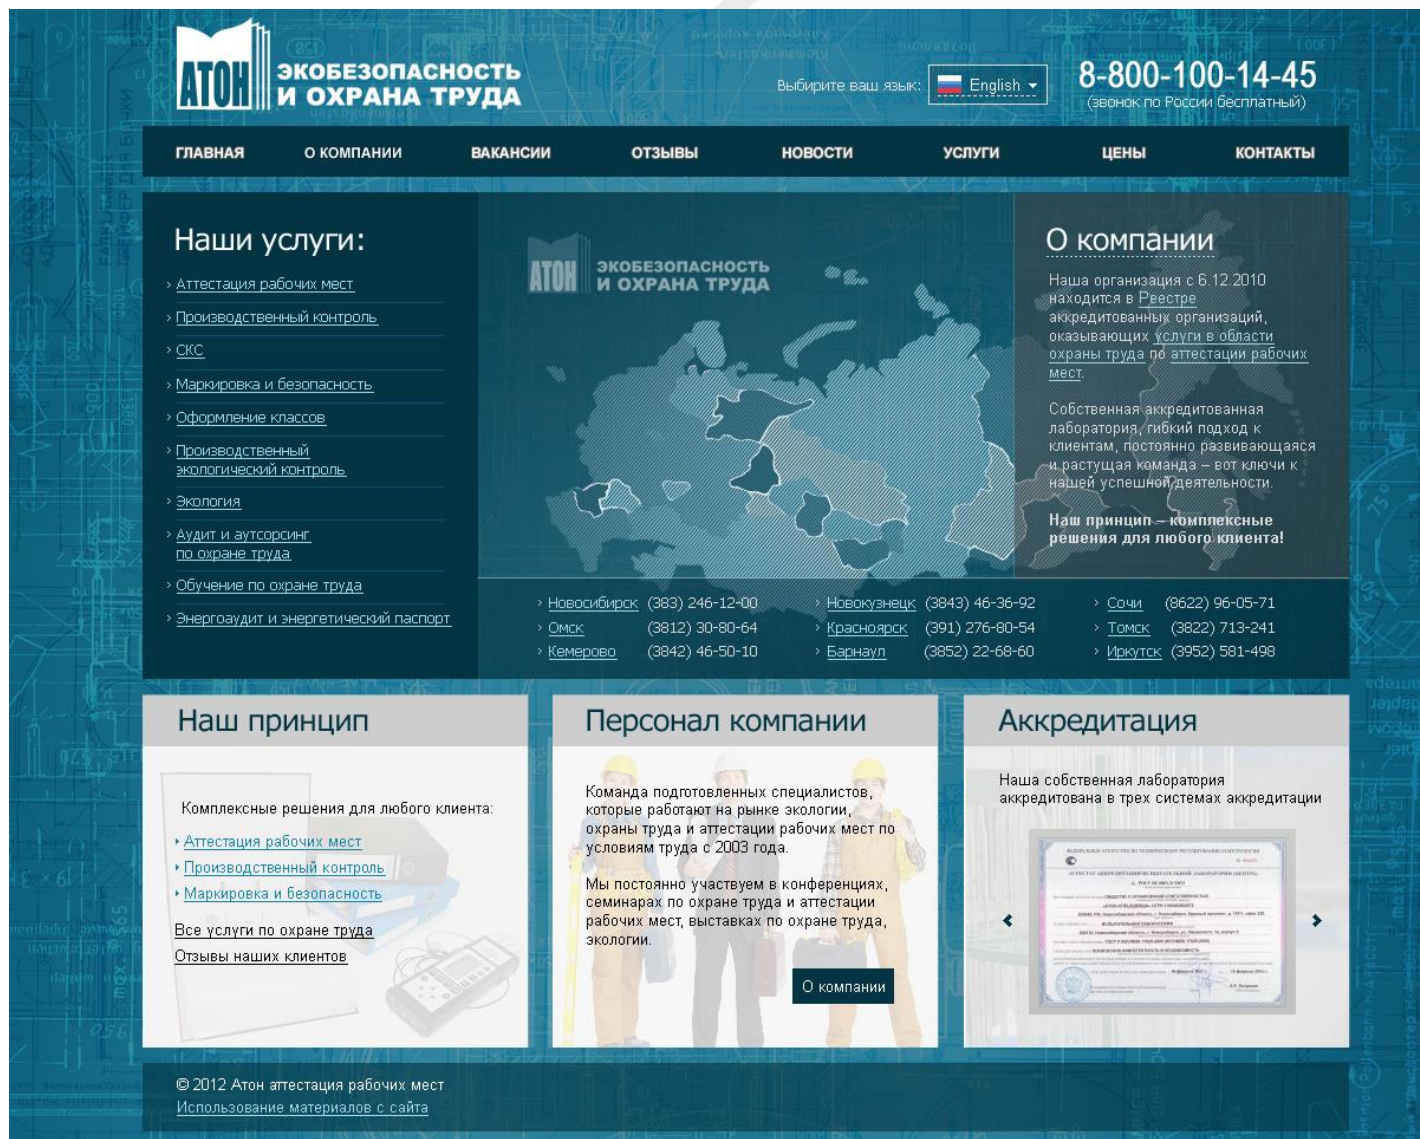 АТОН
ЭКОБЕЗОПАСНОСТЬ
И ОХРАНА ТРУДА
Выбирите ваш язык:
English
8-800-100-14-45
(звонок по России бесплатный)
ГЛАВНАЯ О КОМПАНИИ ВАКАНСИИ ОТЗЫВЫ НОВОСТИ УСЛУГИ ЦЕНЫ КОНТАКТЫ
Наши услуги:
Аттестация рабочих мест
Производственный контроль
СКС
Маркировка и безопасность
Оформление классов
Производственный
экологический контроль
Экология
Аудит и аутсорсинг
по охране труда
Обучение по охране труда
Энергоаудит и энергетический паспорт
АТОН
ЭКОБЕЗОПАСНОСТЬ
И ОХРАНА ТРУДА
О компании
Наша организация с 6.12.2010
находится в Реестре
аккредитованных организаций,
оказывающих услуги в области
охраны труда по аттестации рабочих
мест.
Собственная аккредитованная
лаборатория, гибкий подход к
клиентам, постоянно развивающаяся
и растущая команда – вот ключи к
нашей успешной деятельности.
Наш принцип – комплексные
решения для любого клиента!
Новосибирск (383) 246-12-00
Новокузнецк (3843) 46-36-92
Сочи (8622) 96-05-71
Омск (3812) 30-80-64
Красноярск (391) 276-80-54
Томск (3822) 713-241
Кемерово (3842) 46-50-10
Барнаул (3852) 22-68-60
Иркутск (3952) 581-498
Наш принцип
Комплексные решения для любого клиента:
Аттестация рабочих мест
Производственный контроль
Маркировка и безопасность
Все услуги по охране труда
Отзывы наших клиентов
Персонал компании
Команда подготовленных специалистов,
которые работают на рынке экологии,
охраны труда и аттестации рабочих мест по
условиям труда с 2003 года.
Мы постоянно участвуем в конференциях,
семинарах по охране труда и аттестации
рабочих мест, выставках по охране труда,
экологии.
О компании
Аккредитация
Наша собственная лаборатория
аккредитована в трех системах аккредитации
© 2012 Атон аттестация рабочих мест
Использование материалов с сайта